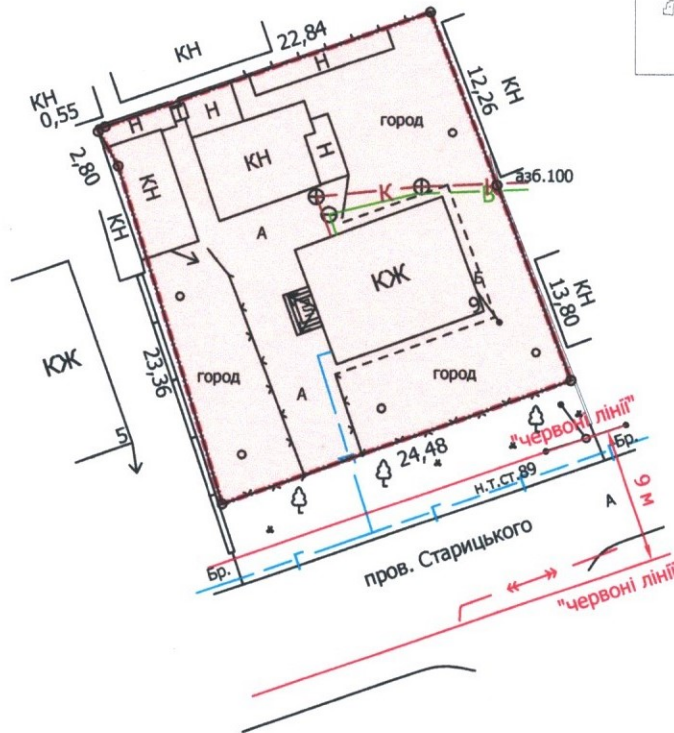 КН
22,84
КН
0,55
Н
Н
Н
12,26
КН
2,80
город
КН
КН
Н
КН
К
азб.100
А
КЖ
Б
КН
13,80
КЖ
23,36
город
А
город
5
24,48
"червоні лінії"
Бр.
н.т.ст.89
9 м
А
Бр.
пров. Старицького
"червоні лінії"